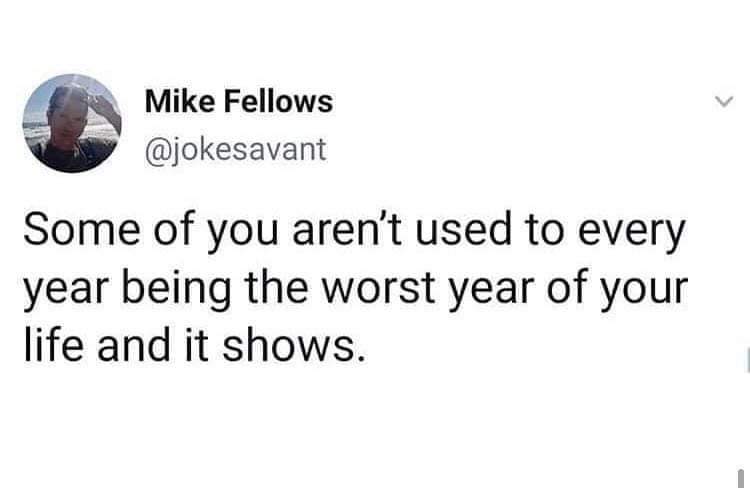 Mike Fellows
@jokesavant
Some of you aren't used to every
year being the worst year of your
life and it shows.